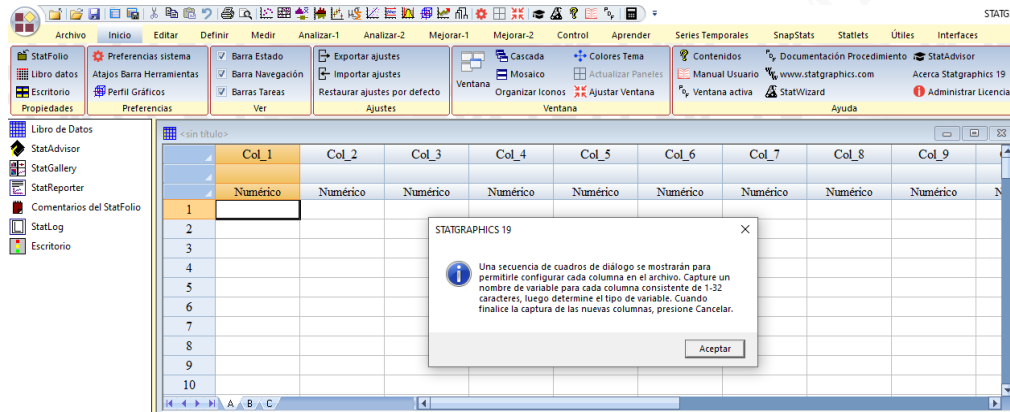 STATG
Archivo Inicio Editar Definir Medir Analizar-1 Analizar-2 Mejorar-1 Mejorar-2 Control Aprender Series Temporales SnapStats Statlets Útiles Interfaces
StatFolio Preferencias sistema Barra Estado Exportar ajustes Cascada Colores Tema Contenidos Documentación Procedimiento StatAdvisor
Libro datos Atajos Barra Herramientas Barra Navegación Importar ajustes Ventana Mosaico Actualizar Paneles Manual Usuario www.statgraphics.com Acerca Statgraphics 19
Escritorio Perfil Gráficos Barras Tareas Restaurar ajustes por defecto Organizar Iconos Ajustar Ventana Ventana activa StatWizard Administrar Licencia
Propiedades Preferencias Ver Ajustes Ventana Ayuda
Libro de Datos
StatAdvisor
StatGallery
StatReporter
Comentarios del StatFolio
StatLog
Escritorio
<sin título>
Col_1 Col_2 Col_3 Col_4 Col_5 Col_6 Col_7 Col_8 Col_9
Numérico Numérico Numérico Numérico Numérico Numérico Numérico Numérico Numérico N
1
2
3
4
5
6
7
8
9
10
STATGRAPHICS 19
Una secuencia de cuadros de diálogo se mostrarán para
permitirle configurar cada columna en el archivo. Capture un
nombre de variable para cada columna consistente de 1-32
caracteres, luego determine el tipo de variable. Cuando
finalice la captura de las nuevas columnas, presione Cancelar.
Aceptar
A B C